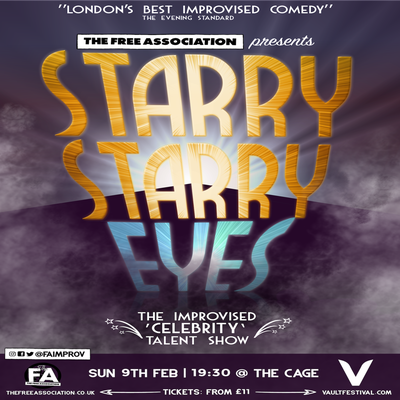 "LONDON'S BEST IMPROVISED COMEDY"
THE EVENING STANDARD
THE FREE ASSOCIATION presents
STARRY
STARRY
EYES
THE IMPROVISED
'CELEBRITY'
TALENT SHOW
@FAIMPROV
FA
SUN 9TH FEB | 19:30 @ THE CAGE
V
THEFREEASSOCIATION.CO.UK
TICKETS: FROM £11
VAULTFESTIVAL.COM